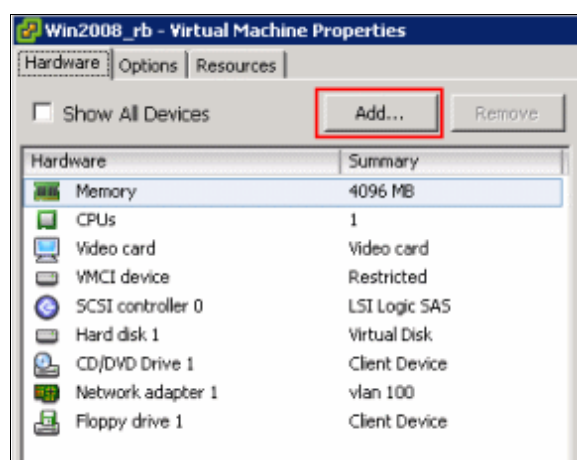 Win2008_rb - Virtual Machine Properties
Hardware Options Resources
Show All Devices Add... Remove
Hardware Summary
Memory 4096 MB
CPUs 1
Video card Video card
VMCI device Restricted
SCSI controller 0 LSI Logic SAS
Hard disk 1 Virtual Disk
CD/DVD Drive 1 Client Device
Network adapter 1 vlan 100
Floppy drive 1 Client Device